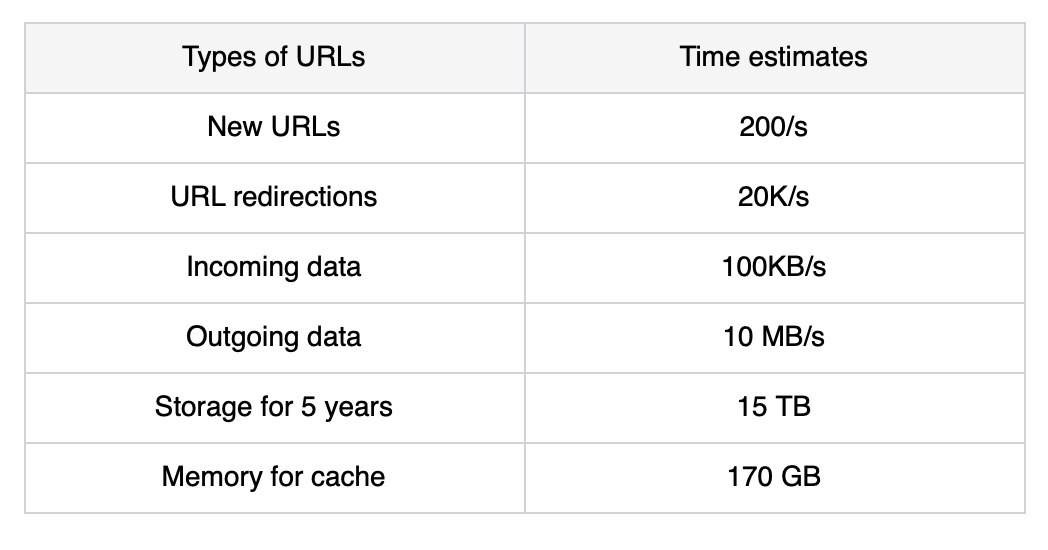 Types of URLs Time estimates
New URLs 200/s
URL redirections 20K/s
Incoming data 100KB/s
Outgoing data 10 MB/s
Storage for 5 years 15 TB
Memory for cache 170 GB